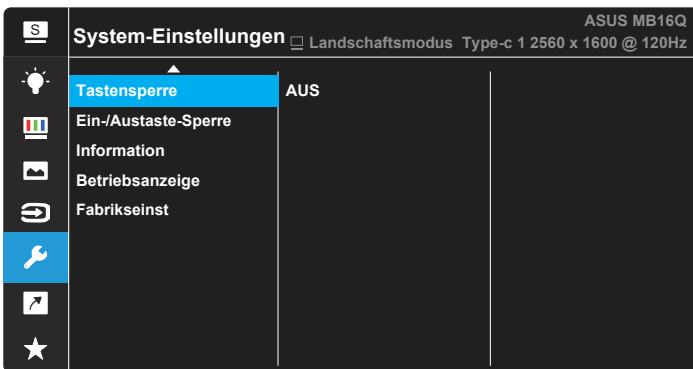 S
ASUS MB16Q
System-Einstellungen Landschaftsmodus Type-c 1 2560 x 1600 @ 120Hz
Tastensperre AUS
Ein-/Austaste-Sperre
Information
Betriebsanzeige
Fabrikseinst